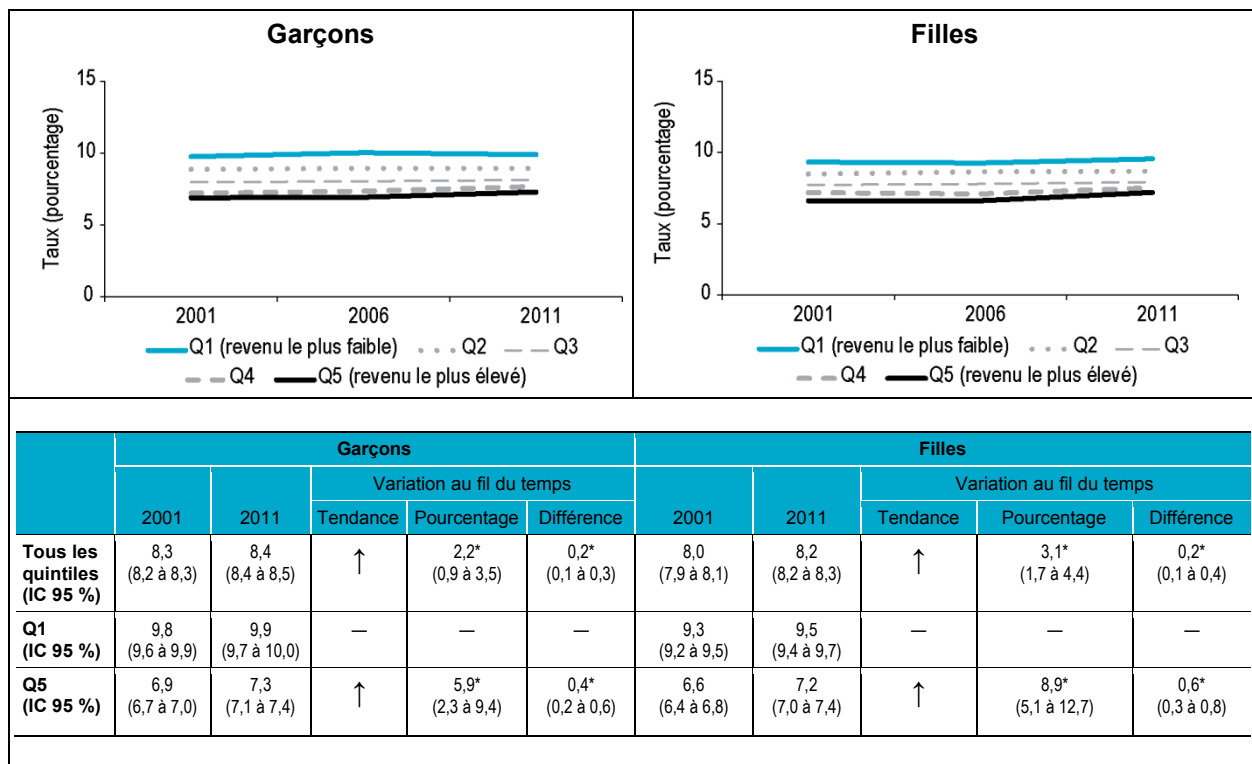 Garçons
Taux (pourcentage)
15
10
5
0
2001 2006 2011
Q1 (revenu le plus faible) Q2 Q3
Q4 Q5 (revenu le plus élevé)
Filles
Taux (pourcentage)
15
10
5
0
2001 2006 2011
Q1 (revenu le plus faible) Q2 Q3
Q4 Q5 (revenu le plus élevé)
Garçons Filles
Variation au fil du temps Variation au fil du temps
2001 2011 Tendance Pourcentage Différence 2001 2011 Tendance Pourcentage Différence
Tous les 8,3 8,4 ↑ 2,2* 0,2* 8,0 8,2 ↑ 3,1* 0,2*
quintiles (8,2 à 8,3) (8,4 à 8,5) (0,9 à 3,5) (0,1 à 0,3) (7,9 à 8,1) (8,2 à 8,3) (1,7 à 4,4) (0,1 à 0,4)
(IC 95 %)
Q1 9,8 9,9 — — — 9,3 9,5 — — —
(IC 95 %) (9,6 à 9,9) (9,7 à 10,0) (9,2 à 9,5) (9,4 à 9,7)
Q5 6,9 7,3 ↑ 5,9* 0,4* 6,6 7,2 ↑ 8,9* 0,6*
(IC 95 %) (6,7 à 7,0) (7,1 à 7,4) (2,3 à 9,4) (0,2 à 0,6) (6,4 à 6,8) (7,0 à 7,4) (5,1 à 12,7) (0,3 à 0,8)